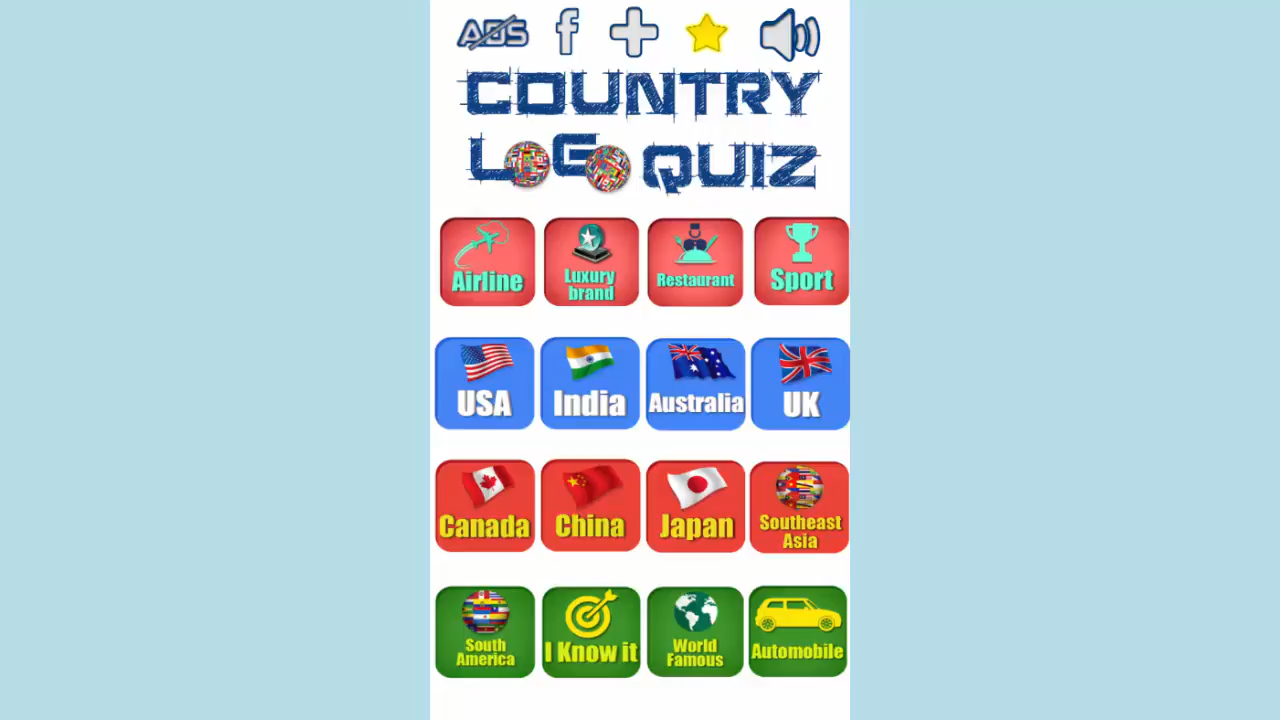 ADS
COUNTRY
LOGO QUIZ
Airline
Luxury
brand
Restaurant
Sport
USA
India
Australia
UK
Canada
China
Japan
Southeast
Asia
South
America
I Know it
World
Famous
Automobile